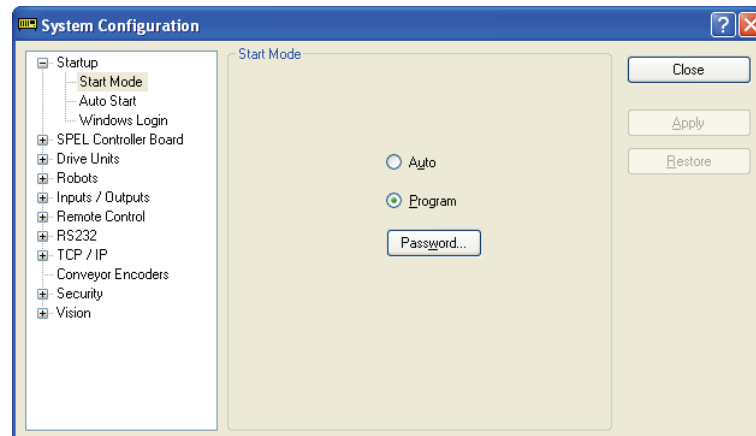 System Configuration
Startup
Start Mode
Auto Start
Windows Login
SPEL Controller Board
Drive Units
Robots
Inputs / Outputs
Remote Control
RS232
TCP / IP
Conveyor Encoders
Security
Vision
Start Mode
Auto
Program
Password...
Close
Apply
Restore